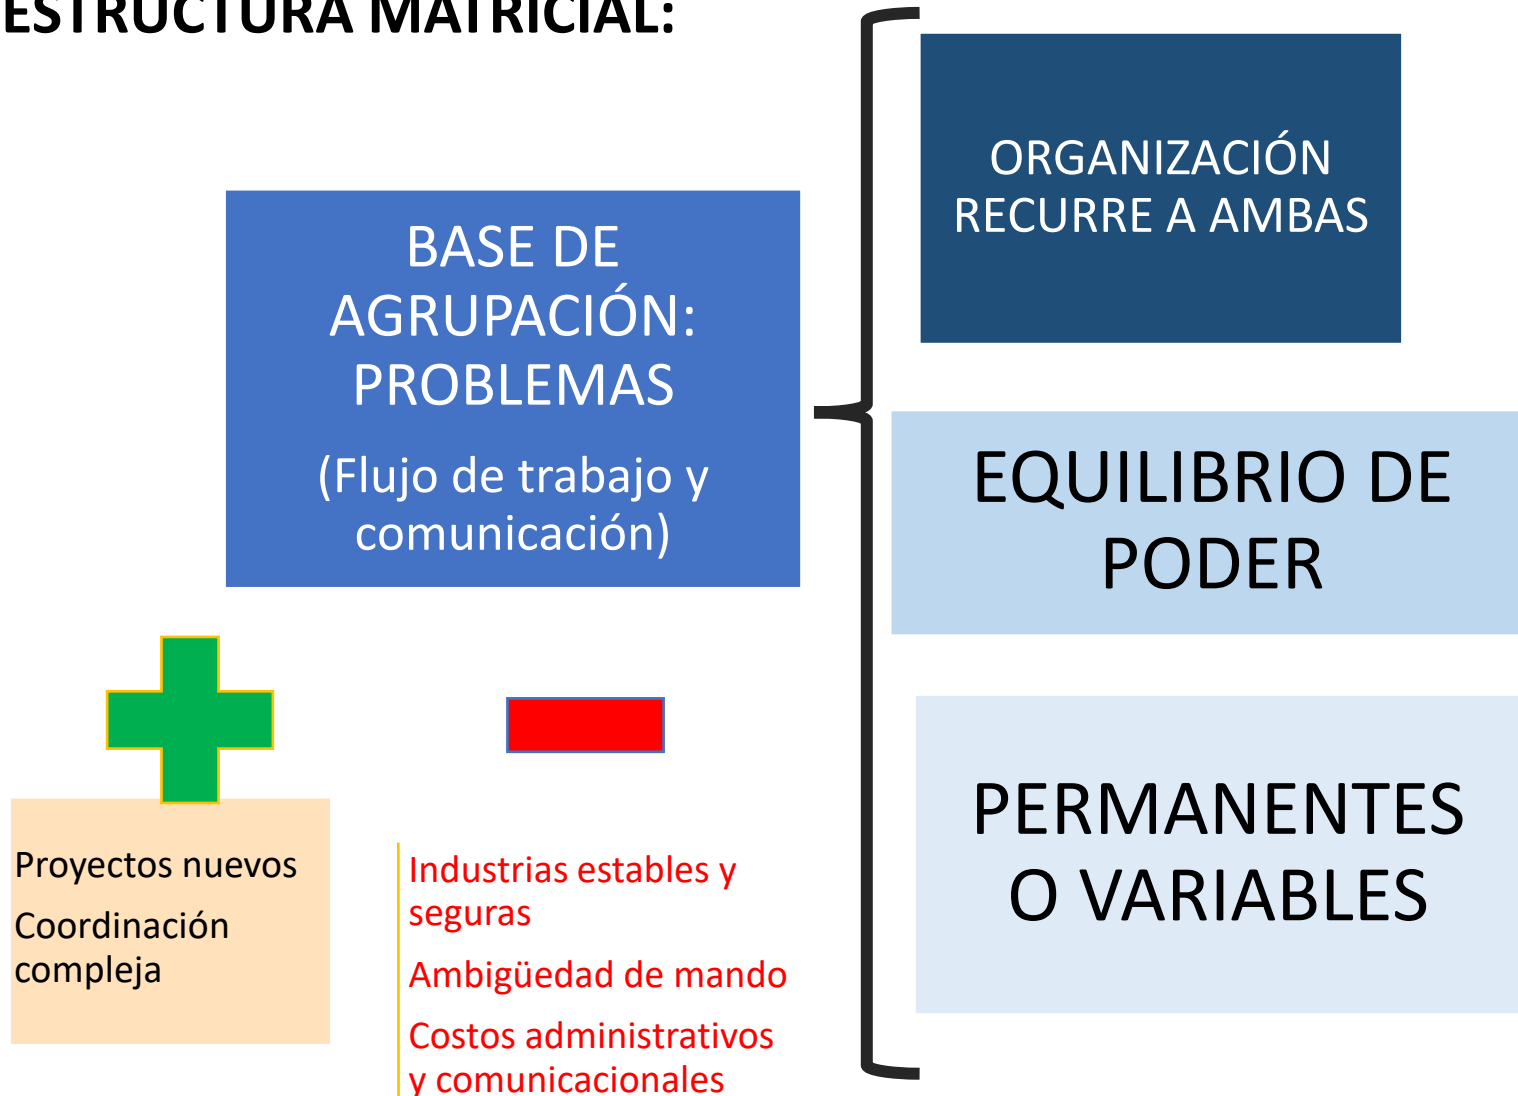 ESTRUCTURA MATRICIAL:
BASE DE
AGRUPACIÓN:
PROBLEMAS
(Flujo de trabajo y
comunicación)
ORGANIZACIÓN
RECURRE A AMBAS
EQUILIBRIO DE
PODER
PERMANENTES
O VARIABLES
Proyectos nuevos
Coordinación
compleja
Industrias estables y
seguras
Ambigüedad de mando
Costos administrativos
y comunicacionales